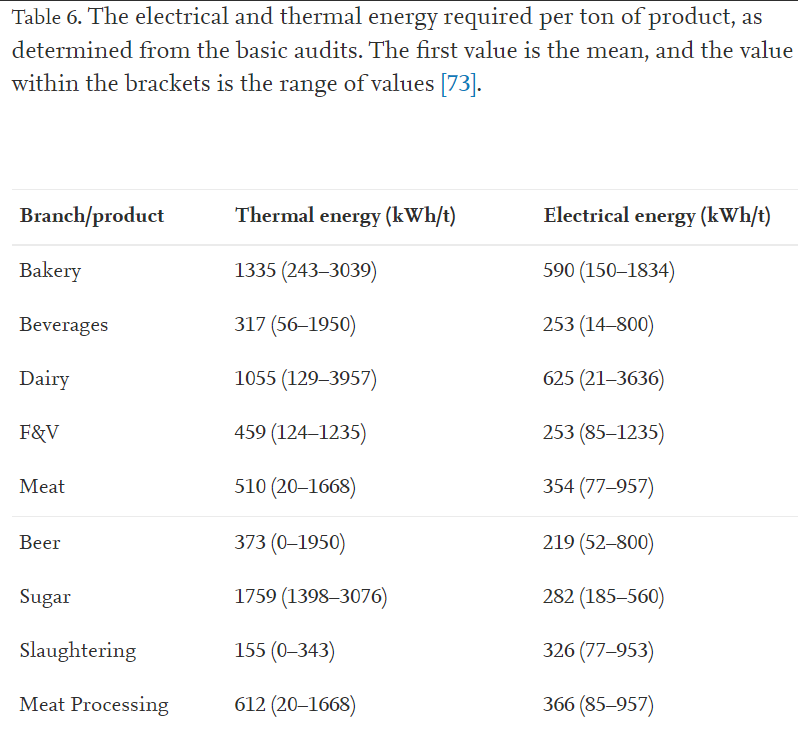 Table 6. The electrical and thermal energy required per ton of product, as
determined from the basic audits. The first value is the mean, and the value
within the brackets is the range of values [73].
Branch/product Thermal energy (kWh/t) Electrical energy (kWh/t)
Bakery 1335 (243–3039) 590 (150–1834)
Beverages 317 (56–1950) 253 (14–800)
Dairy 1055 (129–3957) 625 (21–3636)
F&V 459 (124–1235) 253 (85–1235)
Meat 510 (20–1668) 354 (77–957)
Beer 373 (0–1950) 219 (52–800)
Sugar 1759 (1398–3076) 282 (185–560)
Slaughtering 155 (0–343) 326 (77–953)
Meat Processing 612 (20–1668) 366 (85–957)